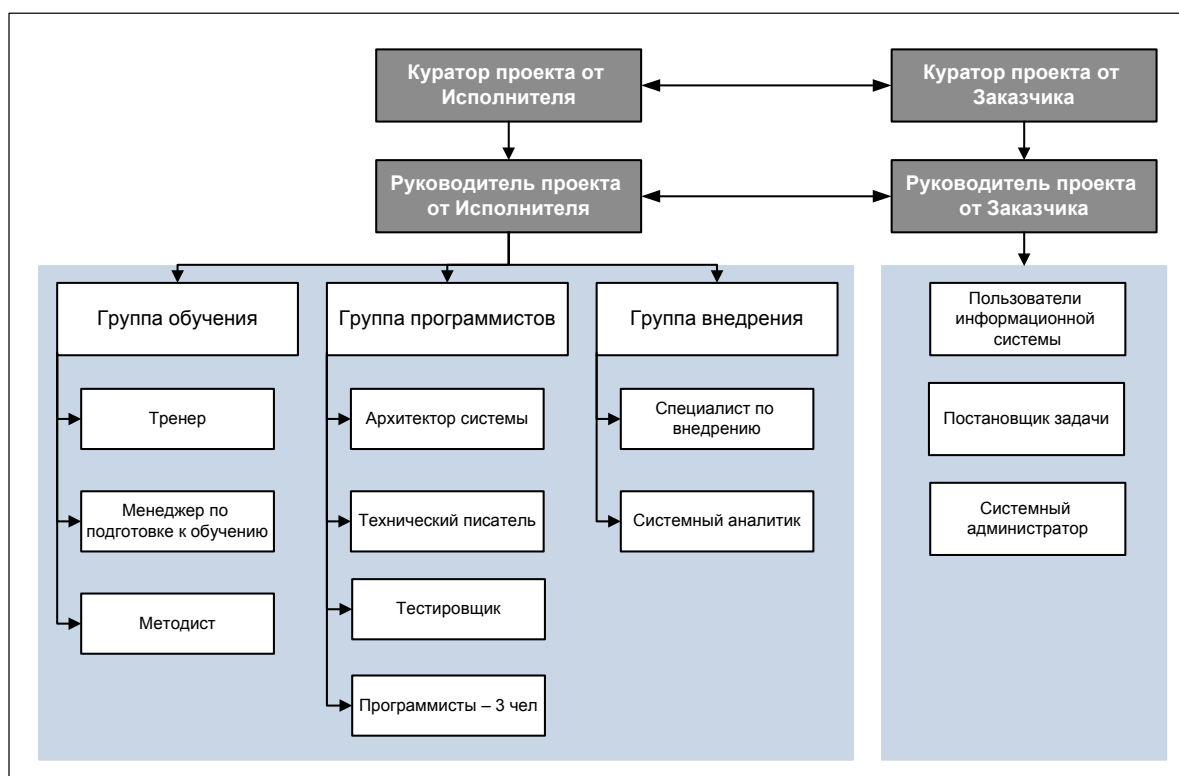 Куратор проекта от
Исполнителя
Куратор проекта от
Заказчика
Руководитель проекта
от Исполнителя
Руководитель проекта
от Заказчика
Группа обучения
Группа программистов
Группа внедрения
Пользователи
информационной
системы
Тренер
Архитектор системы
Специалист по
внедрению
Постановщик задачи
Менеджер по
подготовке к обучению
Технический писатель
Системный аналитик
Системный
администратор
Методист
Тестировщик
Программисты – 3 чел